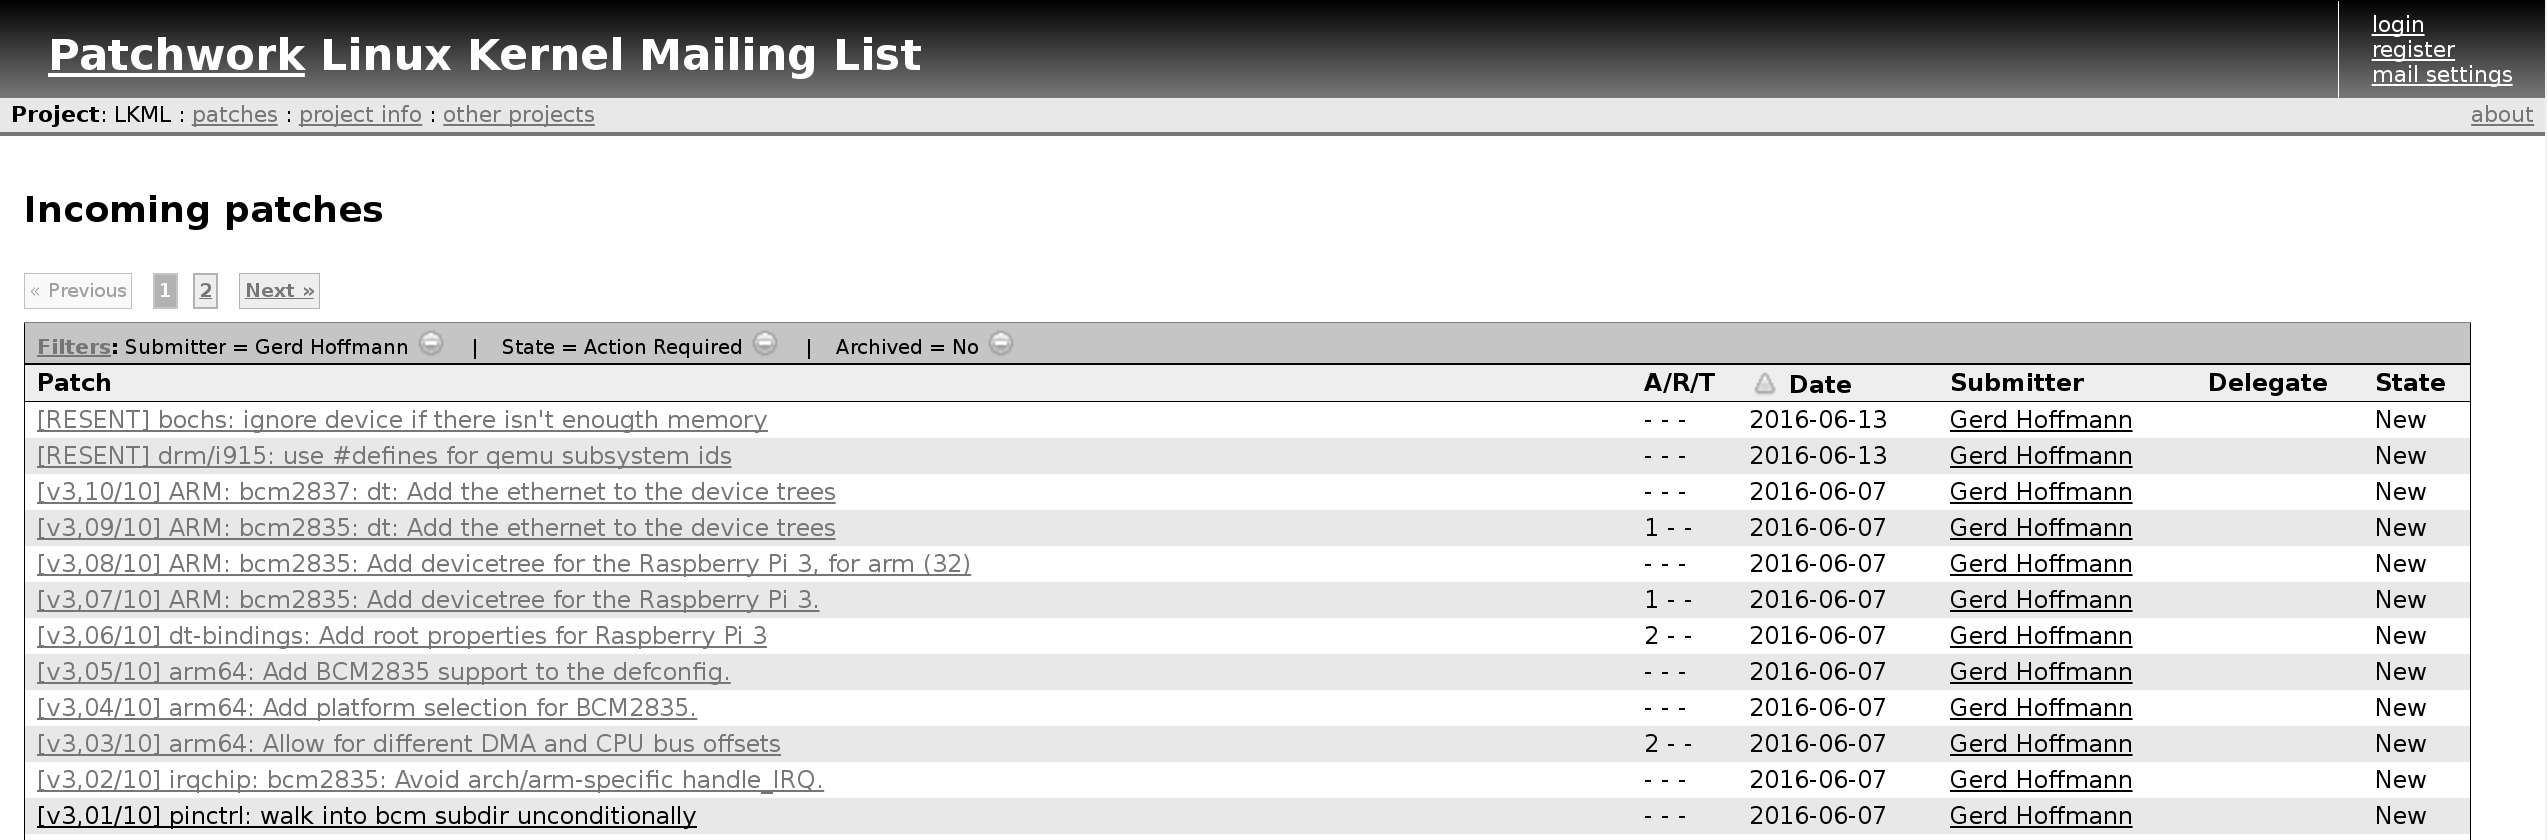 Patchwork Linux Kernel Mailing List
login
register
mail settings
Project: LKML : patches : project info : other projects
about
Incoming patches
« Previous 1 2 Next »
Filters: Submitter = Gerd Hoffmann | State = Action Required | Archived = No
Patch A/R/T Date Submitter Delegate State
[RESENT] bochs: ignore device if there isn't enougth memory - - - 2016-06-13 Gerd Hoffmann New
[RESENT] drm/i915: use #defines for qemu subsystem ids - - - 2016-06-13 Gerd Hoffmann New
[v3,10/10] ARM: bcm2837: dt: Add the ethernet to the device trees - - - 2016-06-07 Gerd Hoffmann New
[v3,09/10] ARM: bcm2835: dt: Add the ethernet to the device trees 1 - - 2016-06-07 Gerd Hoffmann New
[v3,08/10] ARM: bcm2835: Add devicetree for the Raspberry Pi 3, for arm (32) - - - 2016-06-07 Gerd Hoffmann New
[v3,07/10] ARM: bcm2835: Add devicetree for the Raspberry Pi 3. 1 - - 2016-06-07 Gerd Hoffmann New
[v3,06/10] dt-bindings: Add root properties for Raspberry Pi 3 2 - - 2016-06-07 Gerd Hoffmann New
[v3,05/10] arm64: Add BCM2835 support to the defconfig. - - - 2016-06-07 Gerd Hoffmann New
[v3,04/10] arm64: Add platform selection for BCM2835. - - - 2016-06-07 Gerd Hoffmann New
[v3,03/10] arm64: Allow for different DMA and CPU bus offsets 2 - - 2016-06-07 Gerd Hoffmann New
[v3,02/10] irqchip: bcm2835: Avoid arch/arm-specific handle_IRQ. - - - 2016-06-07 Gerd Hoffmann New
[v3,01/10] pinctrl: walk into bcm subdir unconditionally - - - 2016-06-07 Gerd Hoffmann New